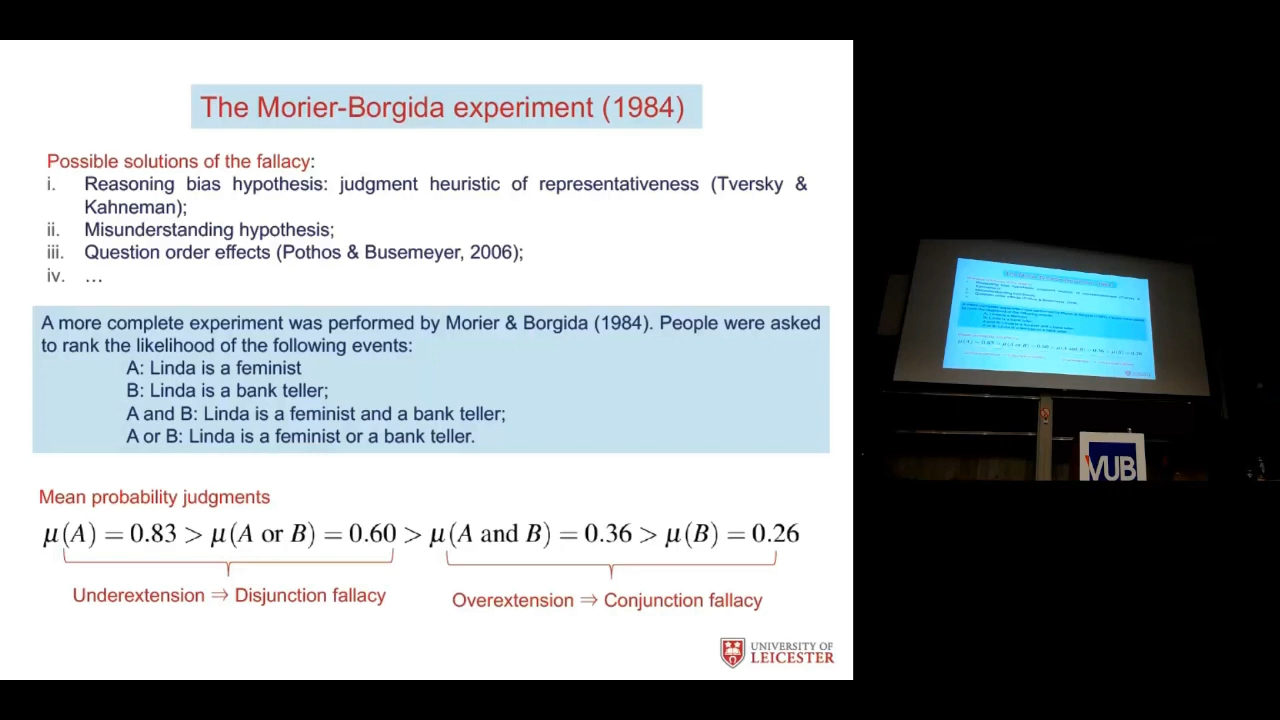 The Morier-Borgida experiment (1984)
Possible solutions of the fallacy:
i. Reasoning bias hypothesis: judgment heuristic of representativeness (Tversky &
Kahneman);
ii. Misunderstanding hypothesis;
iii. Question order effects (Pothos & Busemeyer, 2006);
iv. …
A more complete experiment was performed by Morier & Borgida (1984). People were asked
to rank the likelihood of the following events:
A: Linda is a feminist
B: Linda is a bank teller;
A and B: Linda is a feminist and a bank teller;
A or B: Linda is a feminist or a bank teller.
Mean probability judgments
μ(A) = 0.83 > μ(A or B) = 0.60 > μ(A and B) = 0.36 > μ(B) = 0.26
Underextension ⇒ Disjunction fallacy
Overextension ⇒ Conjunction fallacy
UNIVERSITY OF
LEICESTER
VUB